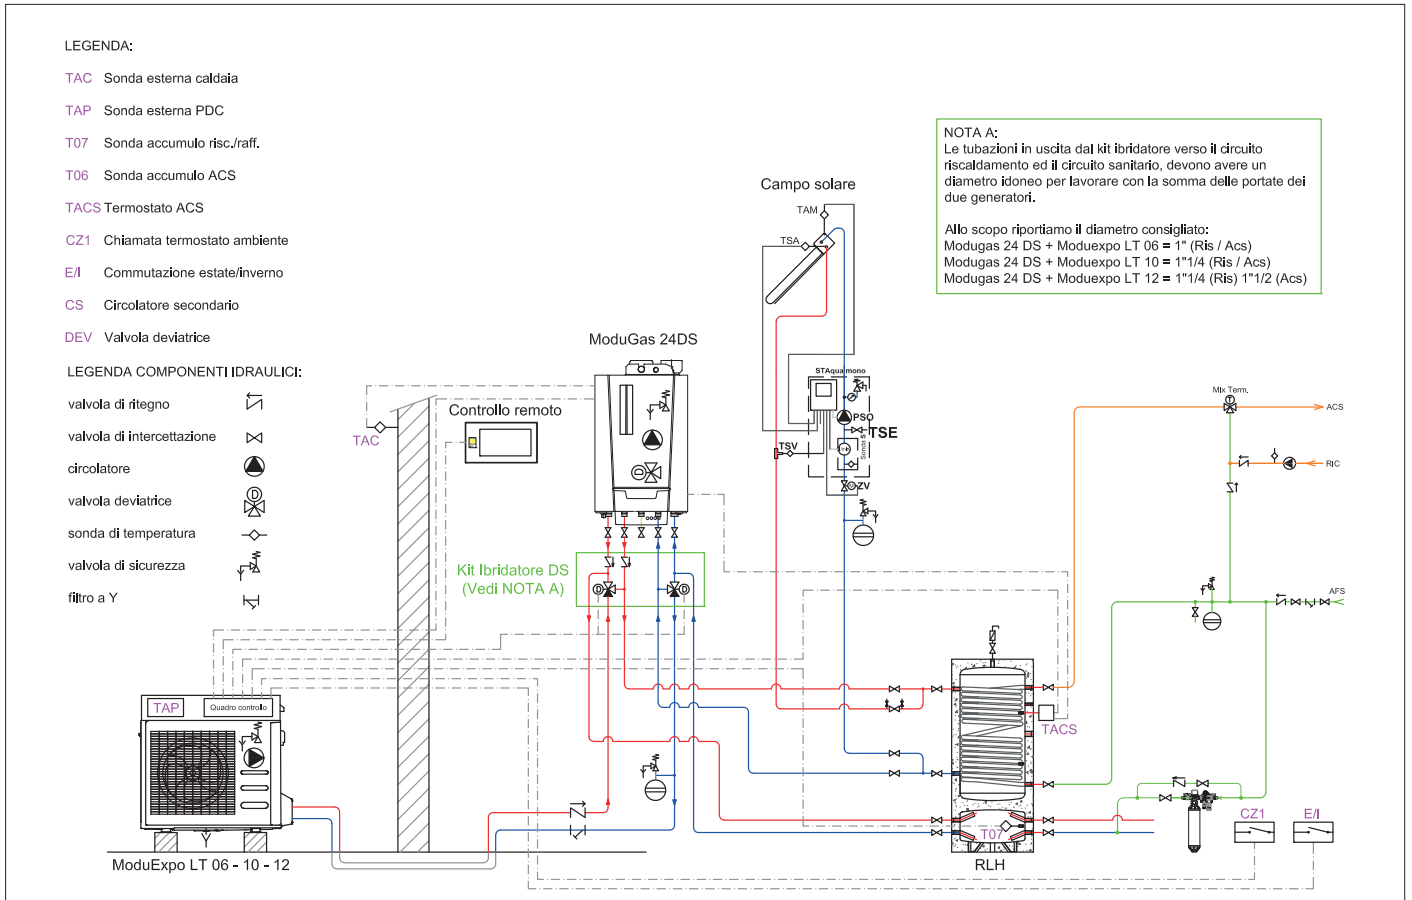 LEGENDA:
TAC Sonda esterna caldaia
TAP Sonda esterna PDC
T07 Sonda accumulo risc./raff.
T06 Sonda accumulo ACS
TACS Termostato ACS
CZ1 Chiamata termostato ambiente
E/I Commutazione estate/inverno
CS Circolatore secondario
DEV Valvola deviatrice
LEGENDA COMPONENTI IDRAULICI:
valvola di ritegno
valvola di intercettazione
circolatore
valvola deviatrice
D
sonda di temperatura
valvola di sicurezza
filtro a Y
NOTA A:
Le tubazioni in uscita dal kit ibridatore verso il circuito
riscaldamento ed il circuito sanitario, devono avere un
diametro idoneo per lavorare con la somma delle portate dei
due generatori.
Allo scopo riportiamo il diametro consigliato:
Modugas 24 DS + Moduexpo LT 06 = 1" (Ris / Acs)
Modugas 24 DS + Moduexpo LT 10 = 1"1/4 (Ris / Acs)
Modugas 24 DS + Moduexpo LT 12 = 1"1/4 (Ris) 1"1/2 (Acs)
Campo solare
TAM
TSA
STAqua mono
PSO
TSE
Sonda S
TSV
ZV
ModuGas 24DS
D
TAC
Controllo remoto
Kit Ibridatore DS
(Vedi NOTA A)
D
D
Mix Term.
T
ACS
RIC
AFS
TAP
Quadro controllo
ModuExpo LT 06 - 10 - 12
TACS
T07
RLH
CZ1
E/I